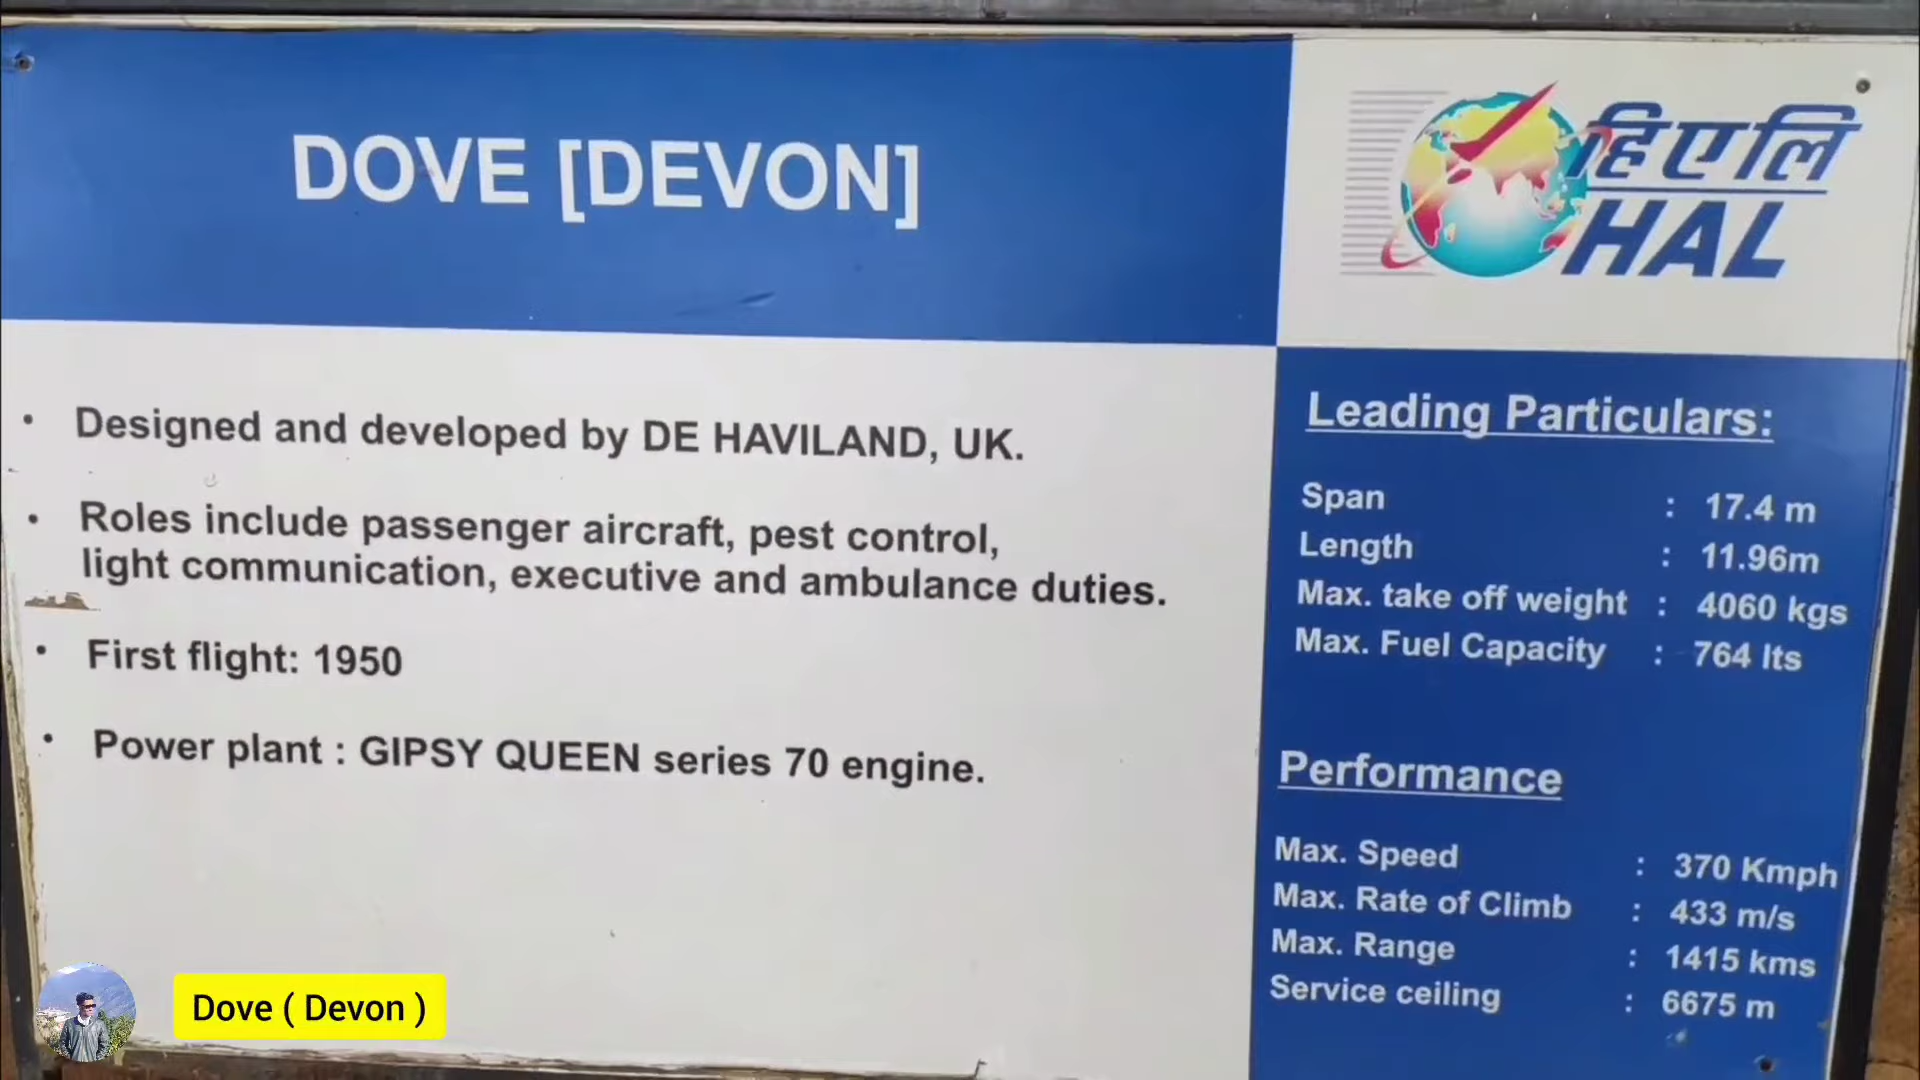 DOVE [DEVON]
हिएलि
HAL
• Designed and developed by DE HAVILAND, UK.
• Roles include passenger aircraft, pest control,
light communication, executive and ambulance duties.
• First flight: 1950
• Power plant : GIPSY QUEEN series 70 engine.
Leading Particulars:
Span : 17.4 m
Length : 11.96m
Max. take off weight : 4060 kgs
Max. Fuel Capacity : 764 lts
Performance
Max. Speed : 370 Kmph
Max. Rate of Climb : 433 m/s
Max. Range : 1415 kms
Service ceiling : 6675 m
Dove ( Devon )